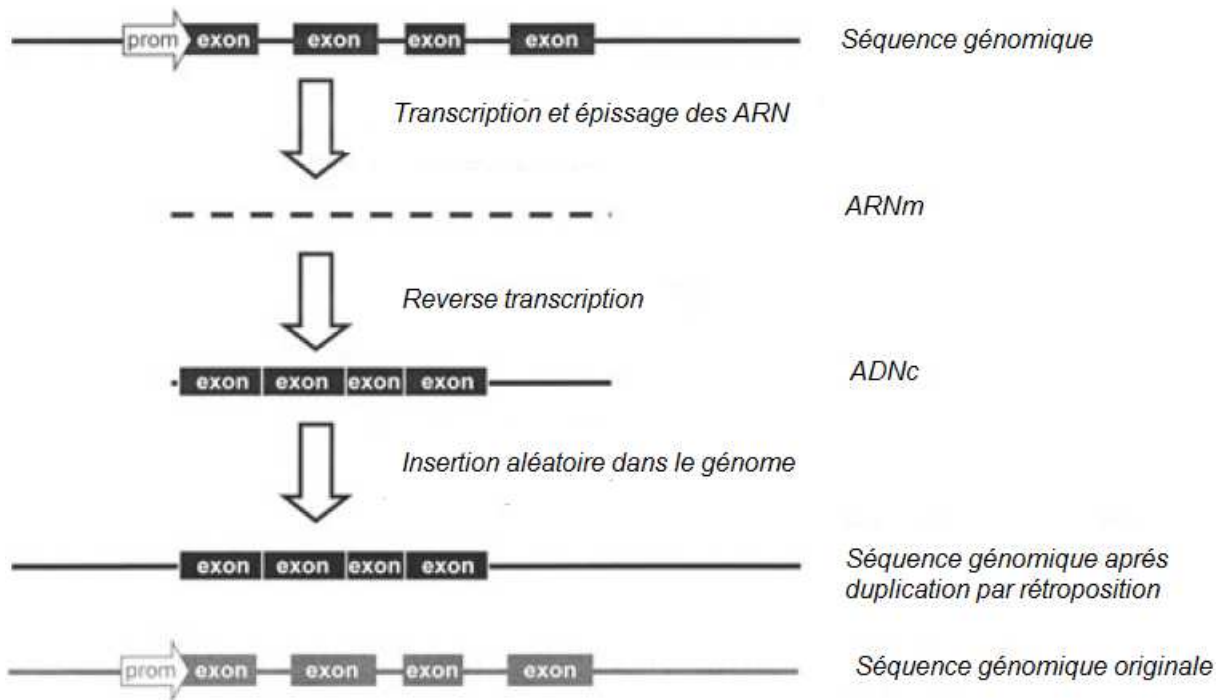 prom exon exon exon exon Séquence génomique
Transcription et épissage des ARN
ARNm
Reverse transcription
exon exon exon exon ADNc
Insertion aléatoire dans le génome
exon exon exon exon Séquence génomique aprés
duplication par rétroposition
prom exon exon exon exon Séquence génomique originale